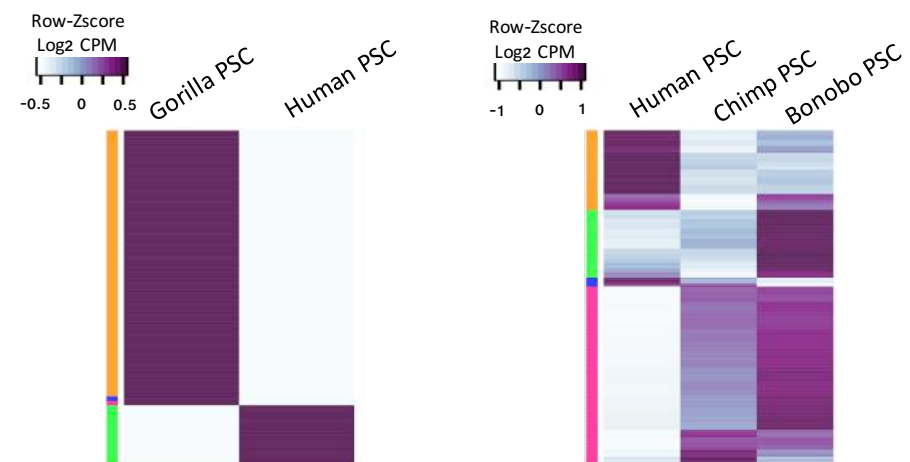 Row-Zscore
Log2 CPM
-0.5 0 0.5
Gorilla PSC
Human PSC
Row-Zscore
Log2 CPM
-1 0 1
Human PSC
Chimp PSC
Bonobo PSC